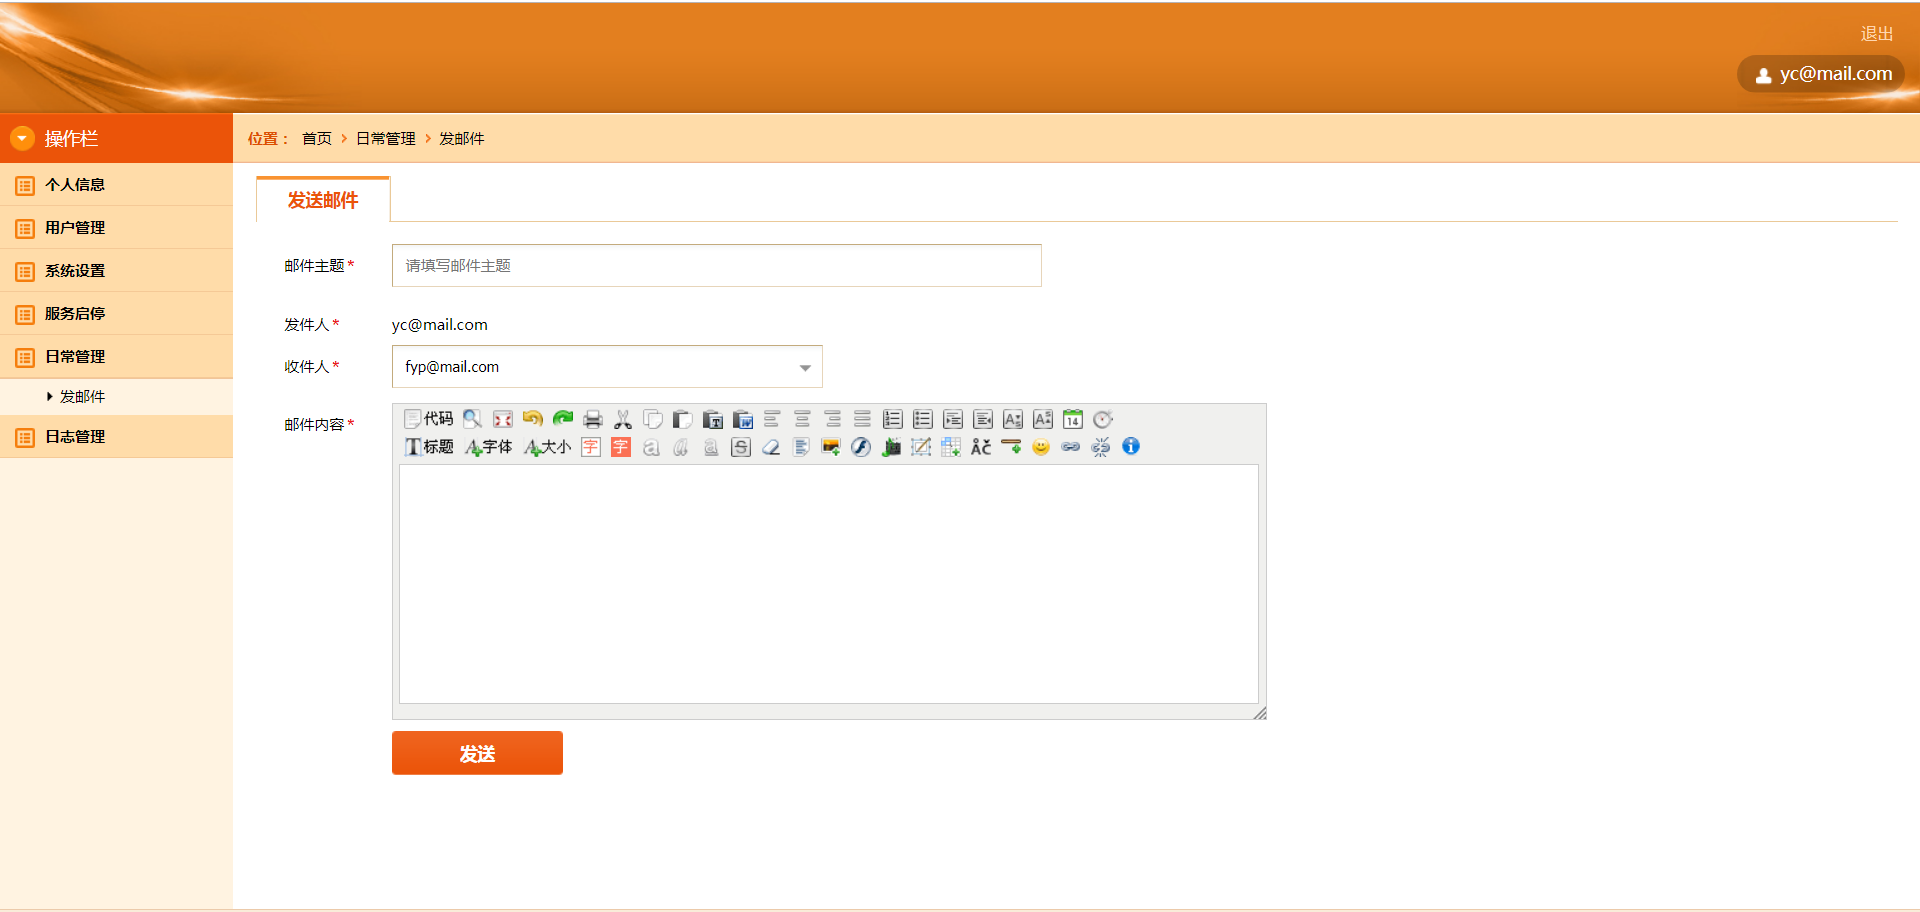 退出
yc@mail.com
操作栏
位置： 首页 日常管理 发邮件
个人信息
用户管理
系统设置
服务启停
日常管理
发邮件
日志管理
发送邮件
邮件主题* 请填写邮件主题
发件人* yc@mail.com
收件人* fyp@mail.com
邮件内容*
代码
标题 字体 大小 字 字
发送